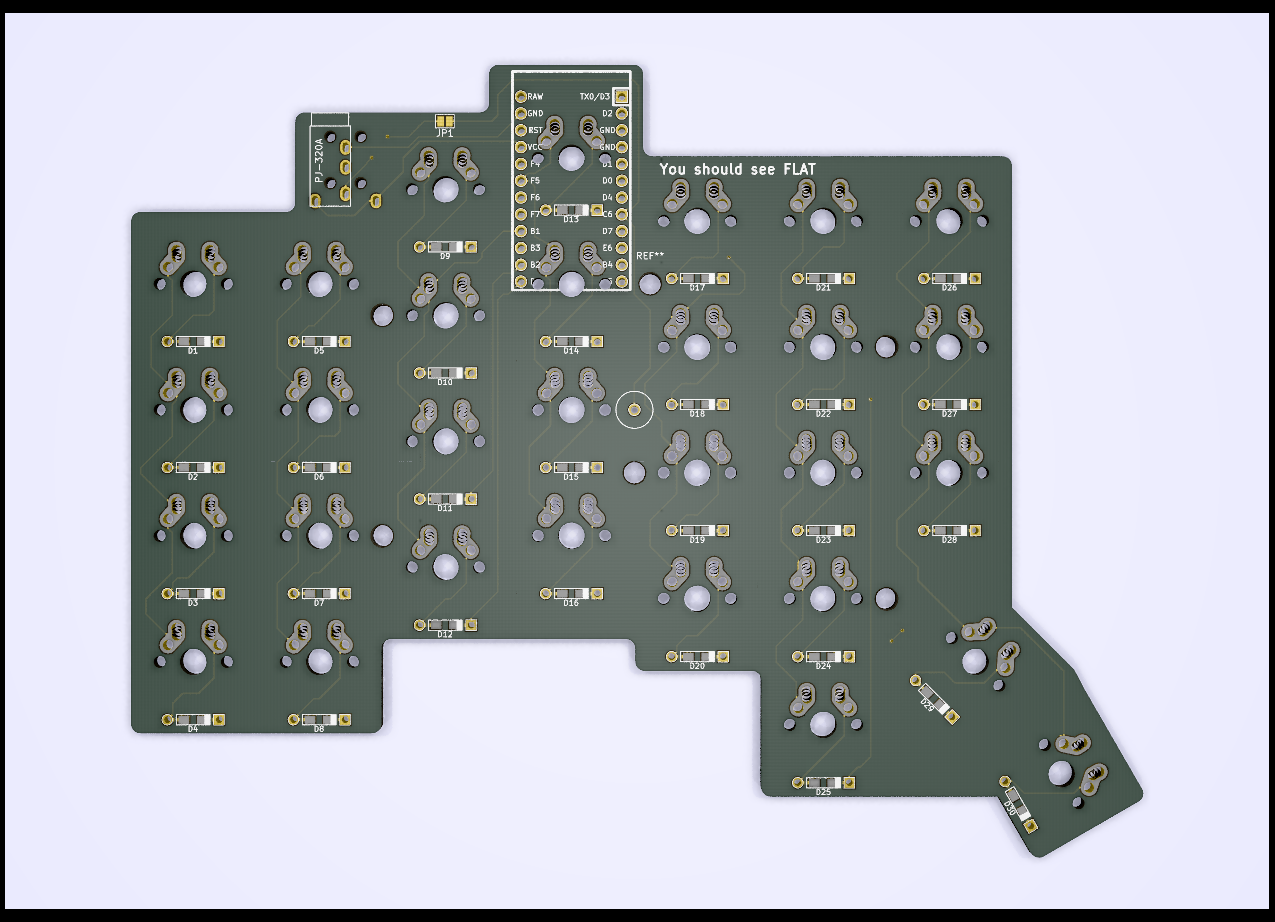 RAW
TX0/D3
GND
D2
RST
GND
JP1
VCC
GND
F4
D1
F5
D0
F6
D4
F7
C6
B1
D7
B3
E6
B2
B4
PJ-320A
You should see FLAT
REF**
D13
D9
D17
D21
D26
D1
D5
D14
D10
D18
D22
D27
D2
D6
D15
D11
D19
D23
D28
D3
D7
D16
D12
D20
D24
D29
D4
D8
D25
D30